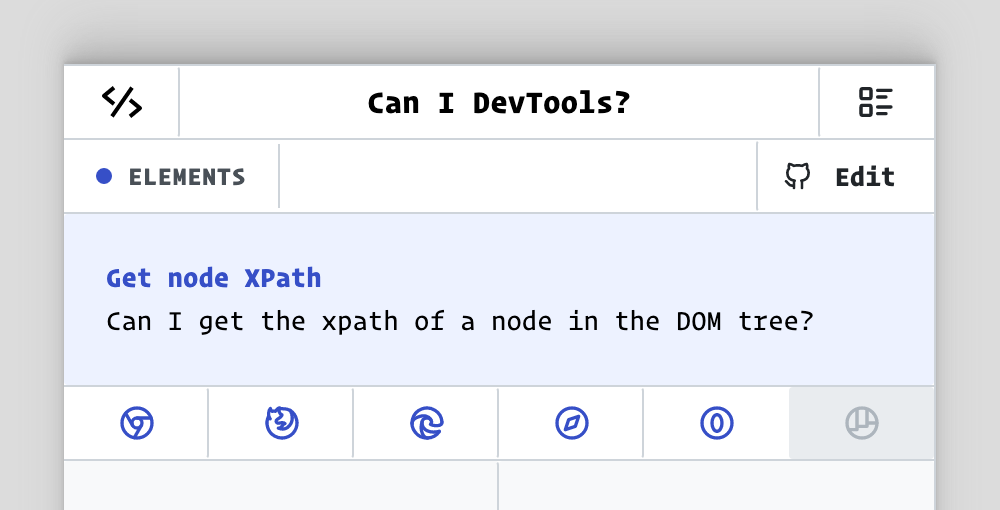 Can I DevTools?
ELEMENTS
Edit
Get node XPath
Can I get the xpath of a node in the DOM tree?